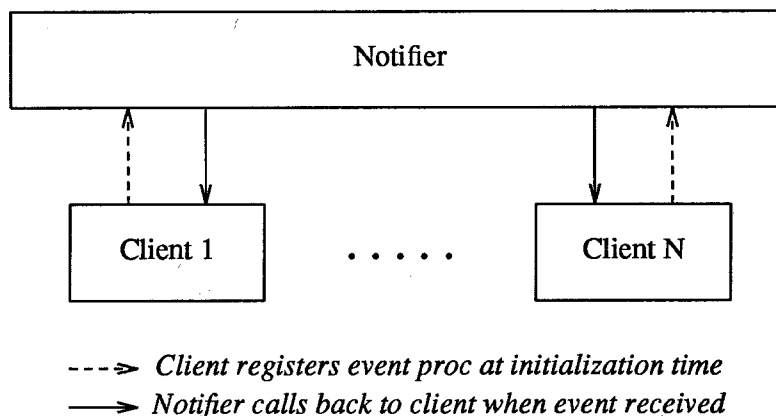 Notifier
Client 1
. . . . .
Client N
Client registers event proc at initialization time
Notifier calls back to client when event received